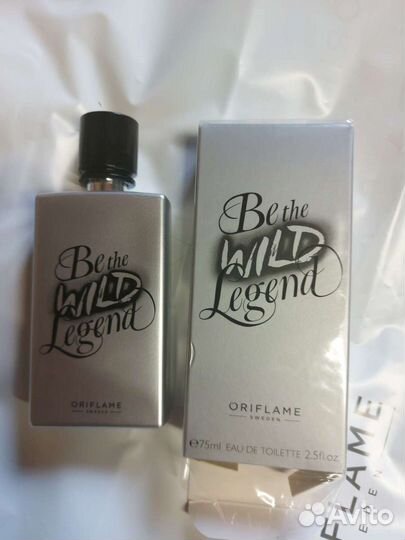 Be the
WILD
Legend
ORIFLAME
SWEDEN
Be the
WILD
Legend
ORIFLAME
SWEDEN
℮75ml EAU DE TOILETTE 2.5fl.oz
FLAME
EDEN
Avito